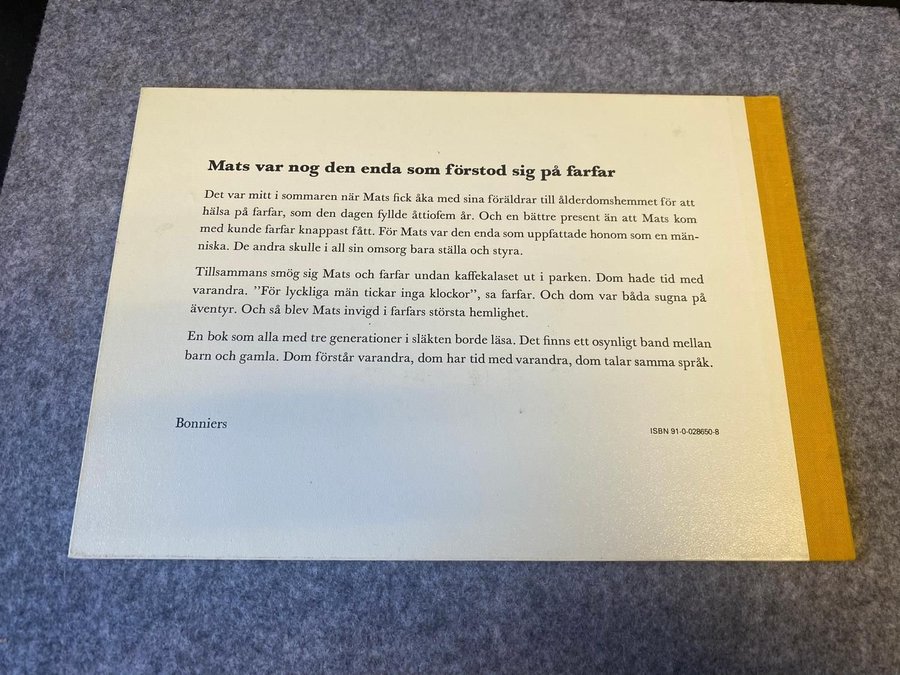 Mats var nog den enda som förstod sig på farfar
Det var mitt i sommaren när Mats fick åka med sina föräldrar till ålderdomshemmet för att
hälsa på farfar, som den dagen fyllde åttiofem år. Och en bättre present än att Mats kom
med kunde farfar knappast fått. För Mats var den enda som uppfattade honom som en män-
niska. De andra skulle i all sin omsorg bara ställa och styra.
Tillsammans smög sig Mats och farfar undan kaffekalaset ut i parken. Dom hade tid med
varandra. ”För lyckliga män tickar inga klockor”, sa farfar. Och dom var båda sugna på
äventyr. Och så blev Mats invigd i farfars största hemlighet.
En bok som alla med tre generationer i släkten borde läsa. Det finns ett osynligt band mellan
barn och gamla. Dom förstår varandra, dom har tid med varandra, dom talar samma språk.
Bonniers
ISBN 91-0-028650-8